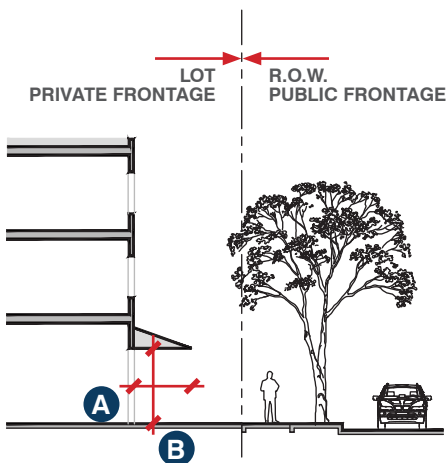 LOT
PRIVATE FRONTAGE
R.O.W.
PUBLIC FRONTAGE
A
B